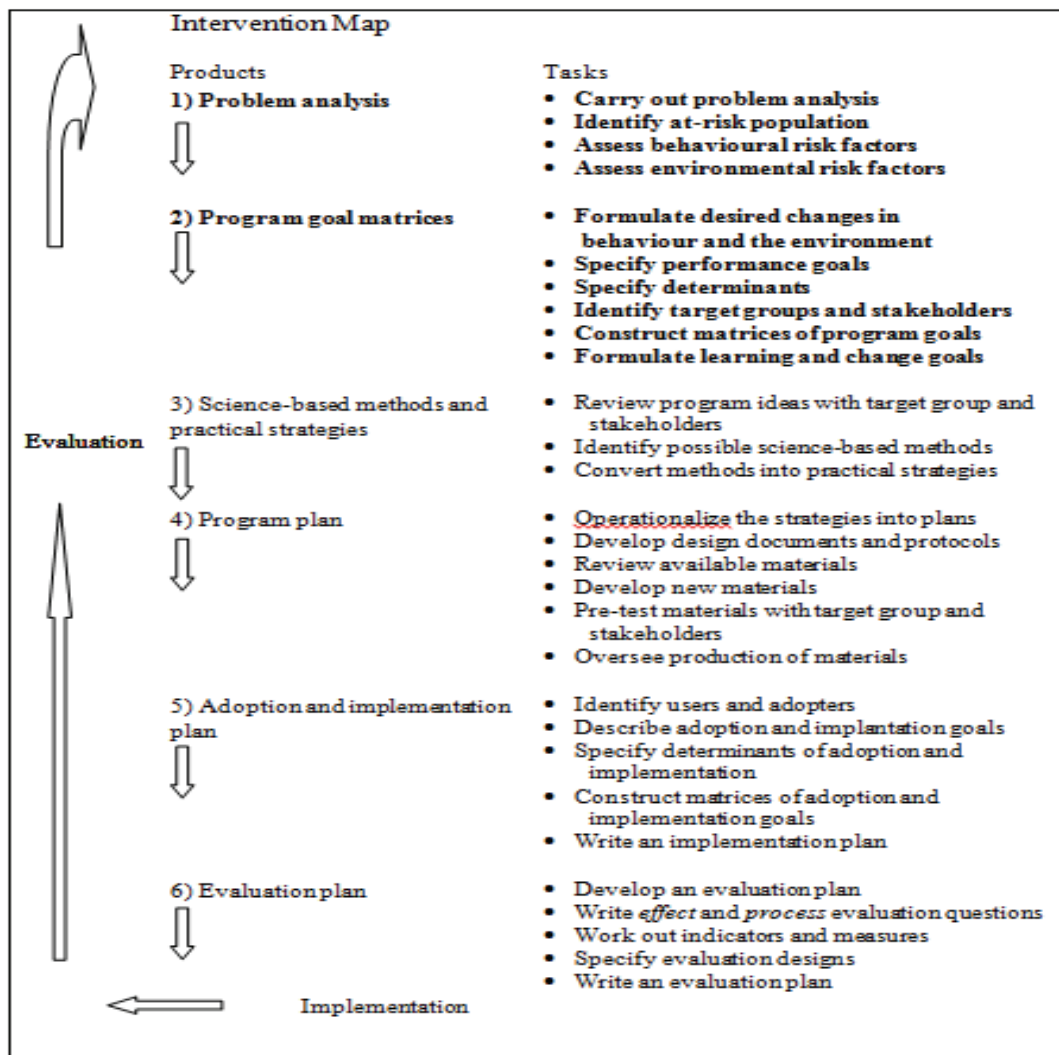 Intervention Map
Products
Tasks
1) Problem analysis
• Carry out problem analysis
• Identify at-risk population
• Assess behavioural risk factors
• Assess environmental risk factors
2) Program goal matrices
• Formulate desired changes in
behaviour and the environment
• Specify performance goals
• Specify determinants
• Identify target groups and stakeholders
• Construct matrices of program goals
• Formulate learning and change goals
3) Science-based methods and
practical strategies
• Review program ideas with target group and
stakeholders
• Identify possible science-based methods
• Convert methods into practical strategies
Evaluation
4) Program plan
• Operationalize the strategies into plans
• Develop design documents and protocols
• Review available materials
• Develop new materials
• Pre-test materials with target group and
stakeholders
• Oversee production of materials
5) Adoption and implementation
plan
• Identify users and adopters
• Describe adoption and implantation goals
• Specify determinants of adoption and
implementation
• Construct matrices of adoption and
implementation goals
• Write an implementation plan
6) Evaluation plan
• Develop an evaluation plan
• Write effect and process evaluation questions
• Work out indicators and measures
• Specify evaluation designs
• Write an evaluation plan
Implementation